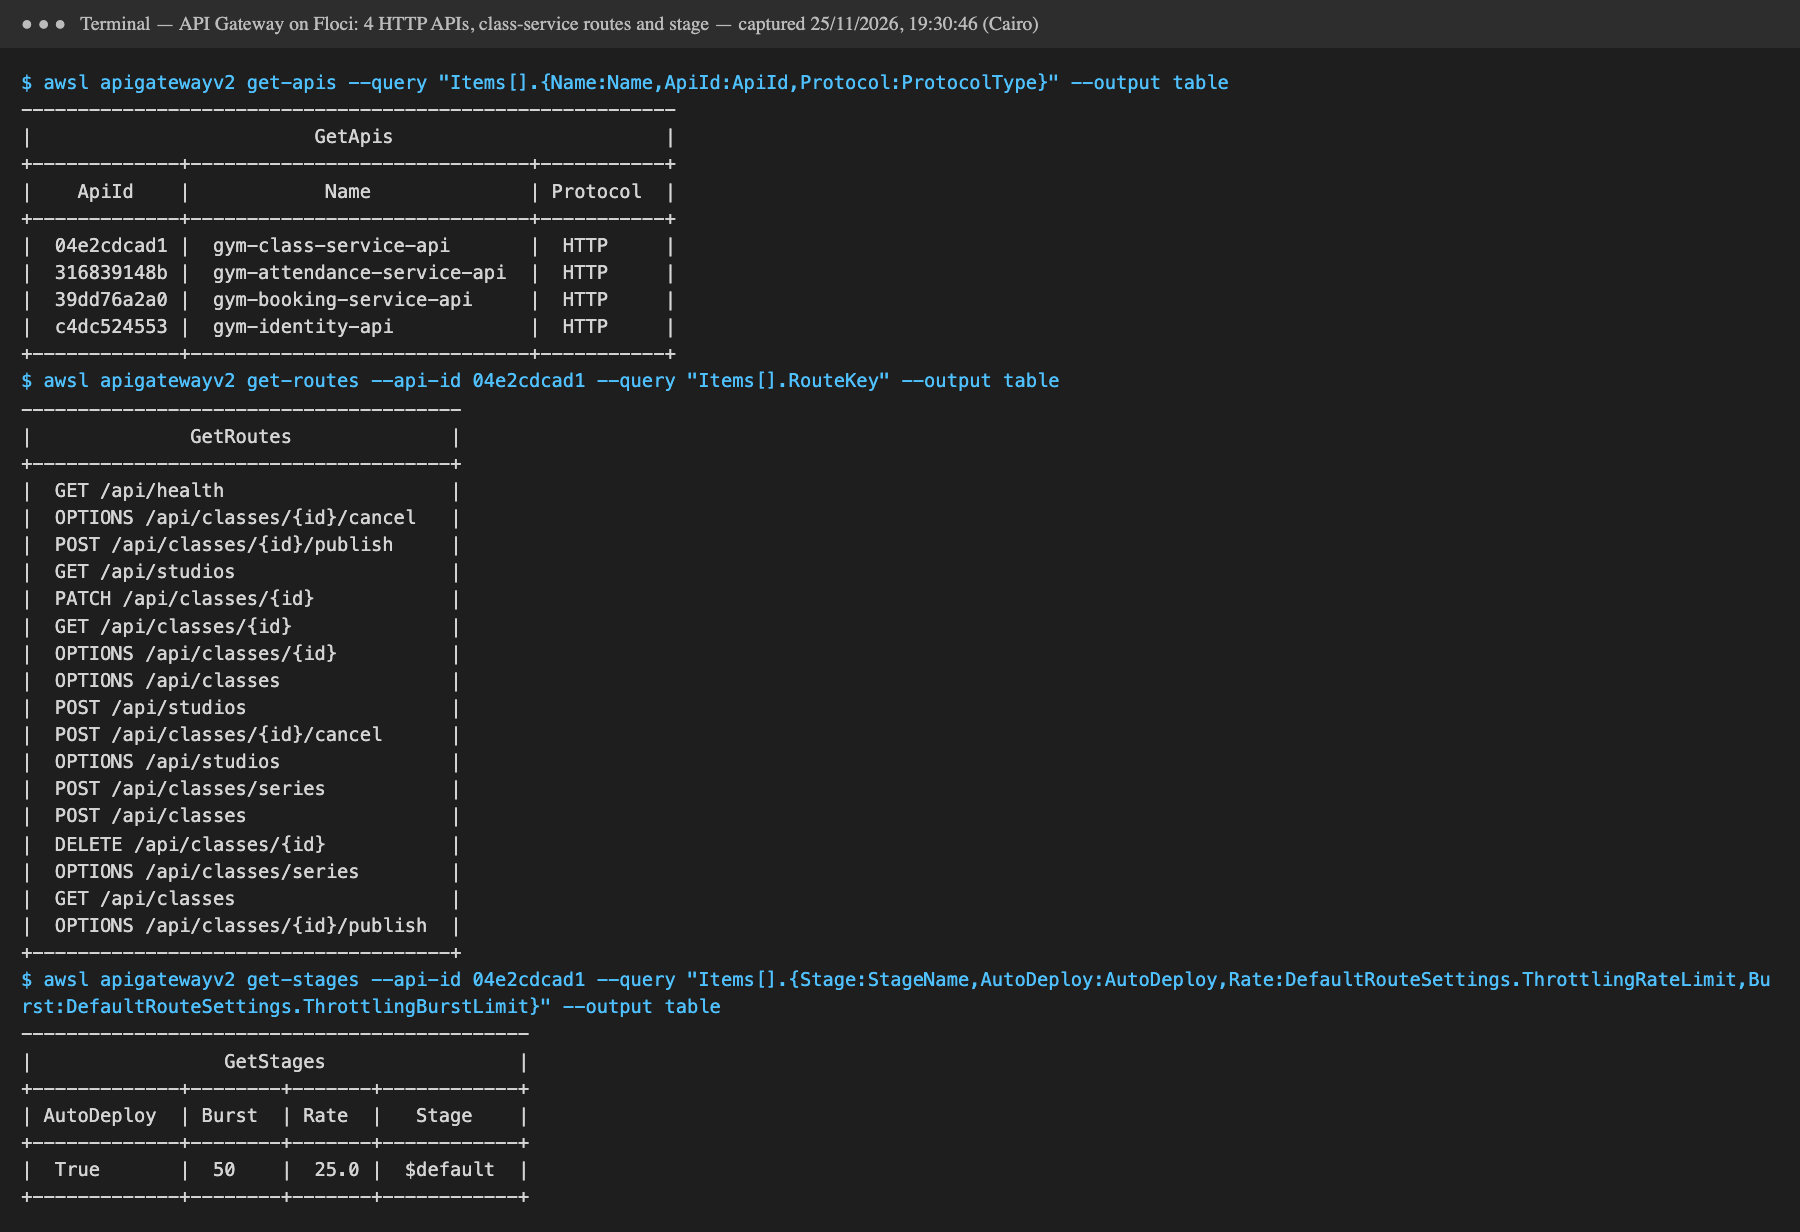 ● ● ● Terminal — API Gateway on Floci: 4 HTTP APIs, class-service routes and stage — captured 25/11/2026, 19:30:46 (Cairo)
$ awsl apigatewayv2 get-apis --query "Items[].{Name:Name,ApiId:ApiId,Protocol:ProtocolType}" --output table
----------------------------------------------------------
|                         GetApis                        |
+-------------+------------------------------+-----------+
|    ApiId    |            Name              | Protocol  |
+-------------+------------------------------+-----------+
|  04e2cdcad1 |  gym-class-service-api       |  HTTP     |
|  316839148b |  gym-attendance-service-api  |  HTTP     |
|  39dd76a2a0 |  gym-booking-service-api     |  HTTP     |
|  c4dc524553 |  gym-identity-api            |  HTTP     |
+-------------+------------------------------+-----------+
$ awsl apigatewayv2 get-routes --api-id 04e2cdcad1 --query "Items[].RouteKey" --output table
---------------------------------------
|              GetRoutes              |
+-------------------------------------+
|  GET /api/health                    |
|  OPTIONS /api/classes/{id}/cancel   |
|  POST /api/classes/{id}/publish     |
|  GET /api/studios                   |
|  PATCH /api/classes/{id}            |
|  GET /api/classes/{id}              |
|  OPTIONS /api/classes/{id}          |
|  OPTIONS /api/classes               |
|  POST /api/studios                  |
|  POST /api/classes/{id}/cancel      |
|  OPTIONS /api/studios               |
|  POST /api/classes/series           |
|  POST /api/classes                  |
|  DELETE /api/classes/{id}           |
|  OPTIONS /api/classes/series        |
|  GET /api/classes                   |
|  OPTIONS /api/classes/{id}/publish  |
+-------------------------------------+
$ awsl apigatewayv2 get-stages --api-id 04e2cdcad1 --query "Items[].{Stage:StageName,AutoDeploy:AutoDeploy,Rate:DefaultRouteSettings.ThrottlingRateLimit,Bu
rst:DefaultRouteSettings.ThrottlingBurstLimit}" --output table
---------------------------------------------
|                 GetStages                 |
+-------------+--------+-------+------------+
| AutoDeploy  | Burst  | Rate  |   Stage    |
+-------------+--------+-------+------------+
|  True       |  50    |  25.0 |  $default  |
+-------------+--------+-------+------------+